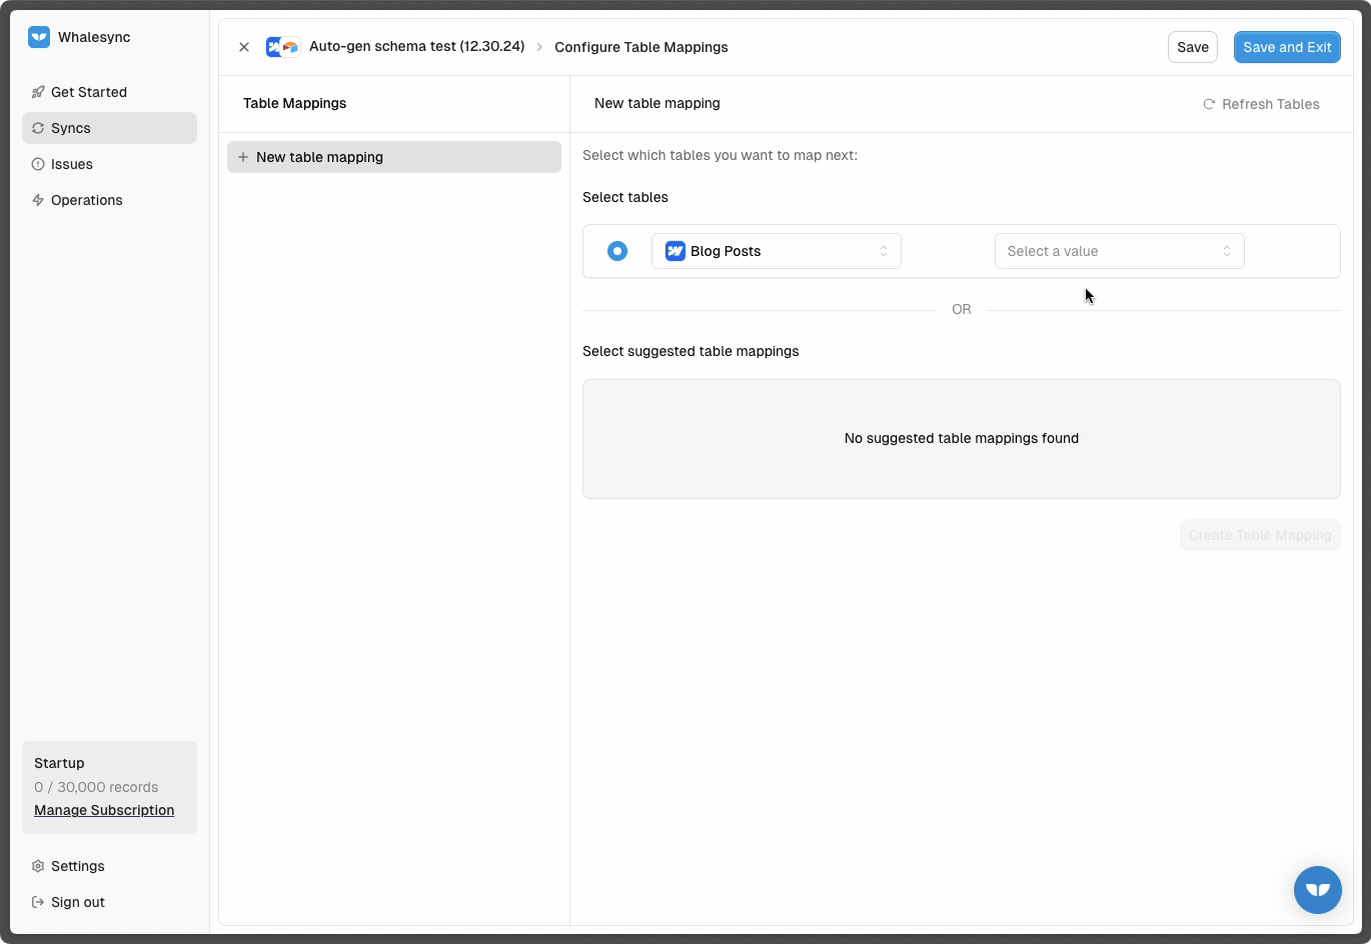 Whalesync
Get Started
Syncs
Issues
Operations
Startup
0 / 30,000 records
Manage Subscription
Settings
Sign out
Auto-gen schema test (12.30.24) › Configure Table Mappings
Save
Save and Exit
Table Mappings
+ New table mapping
New table mapping
Refresh Tables
Select which tables you want to map next:
Select tables
Blog Posts
Select a value
OR
Select suggested table mappings
No suggested table mappings found
Create Table Mapping